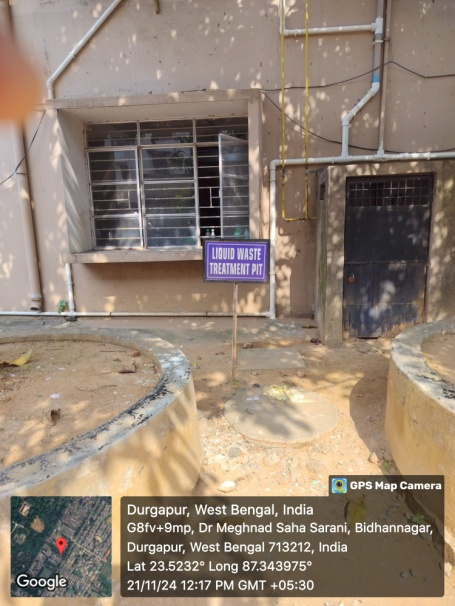 LIQUID WASTE
TREATMENT PIT
GPS Map Camera
Durgapur, West Bengal, India
G8fv+9mp, Dr Meghnad Saha Sarani, Bidhannagar,
Durgapur, West Bengal 713212, India
Lat 23.5232° Long 87.343975°
21/11/24 12:17 PM GMT +05:30
Google